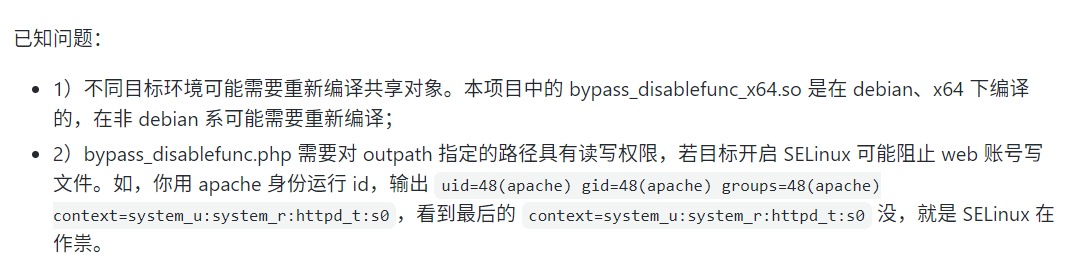 已知问题：
1）不同目标环境可能需要重新编译共享对象。本项目中的 bypass_disablefunc_x64.so 是在 debian、x64 下编译
的，在非 debian 系可能需要重新编译；
2）bypass_disablefunc.php 需要对 outpath 指定的路径具有读写权限，若目标开启 SELinux 可能阻止 web 账号写
文件。如，你用 apache 身份运行 id，输出 uid=48(apache) gid=48(apache) groups=48(apache)
context=system_u:system_r:httpd_t:s0，看到最后的 context=system_u:system_r:httpd_t:s0 没，就是 SELinux 在
作祟。